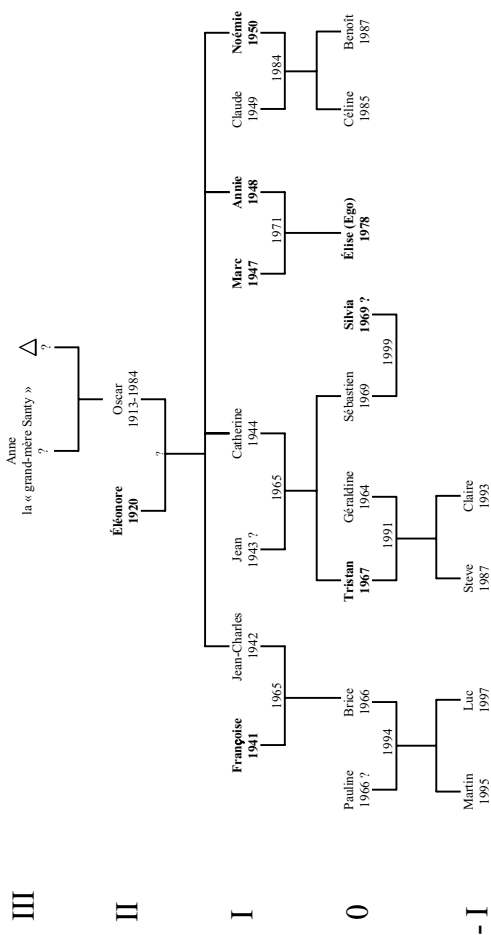 III
Anne
la « grand-mère Santy »
?
?
II
Éléonore
1920
Oscar
1913-1984
?
I
Françoise
1941
Jean-Charles
1942
Jean
1943 ?
Catherine
1944
Marc
1947
Annie
1948
Claude
1949
Noémie
1950
1965
1965
1971
1984
0
Pauline
1966 ?
Brice
1966
Tristan
1967
Géraldine
1964
Sébastien
1969
Silvia
1969 ?
Élise (Ego)
1978
Céline
1985
Benoît
1987
1994
1991
1999
- I
Martin
1995
Luc
1997
Steve
1987
Claire
1993